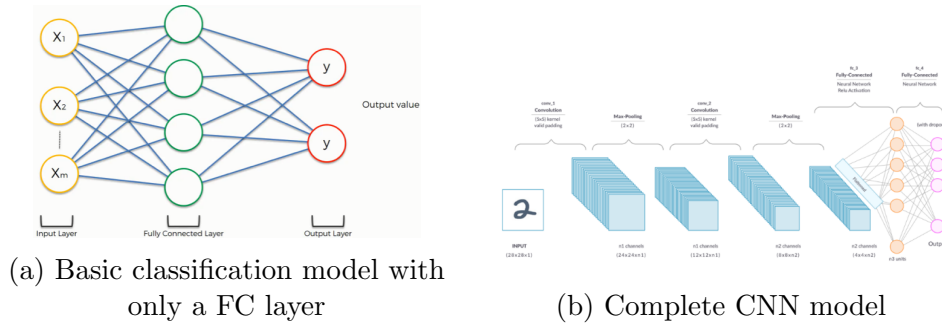 X1
X2
Xm
y
y
Output value
Input Layer
Fully Connected Layer
Output Layer
(a) Basic classification model with
only a FC layer
conv_1
Convolution
(5x5) kernel
valid padding
Max-Pooling
(2x2)
conv_2
Convolution
(5x5) kernel
valid padding
Max-Pooling
(2x2)
Fully-Connected
Neural Network
Relu Activation
Fully-Connected
Neural Network
2
INPUT
(28x28x1)
n1 channels
(24x24xn1)
n1 channels
(12x12xn1)
n2 channels
(8x8xn2)
n2 channels
(4x4xn2)
n3 units
(b) Complete CNN model